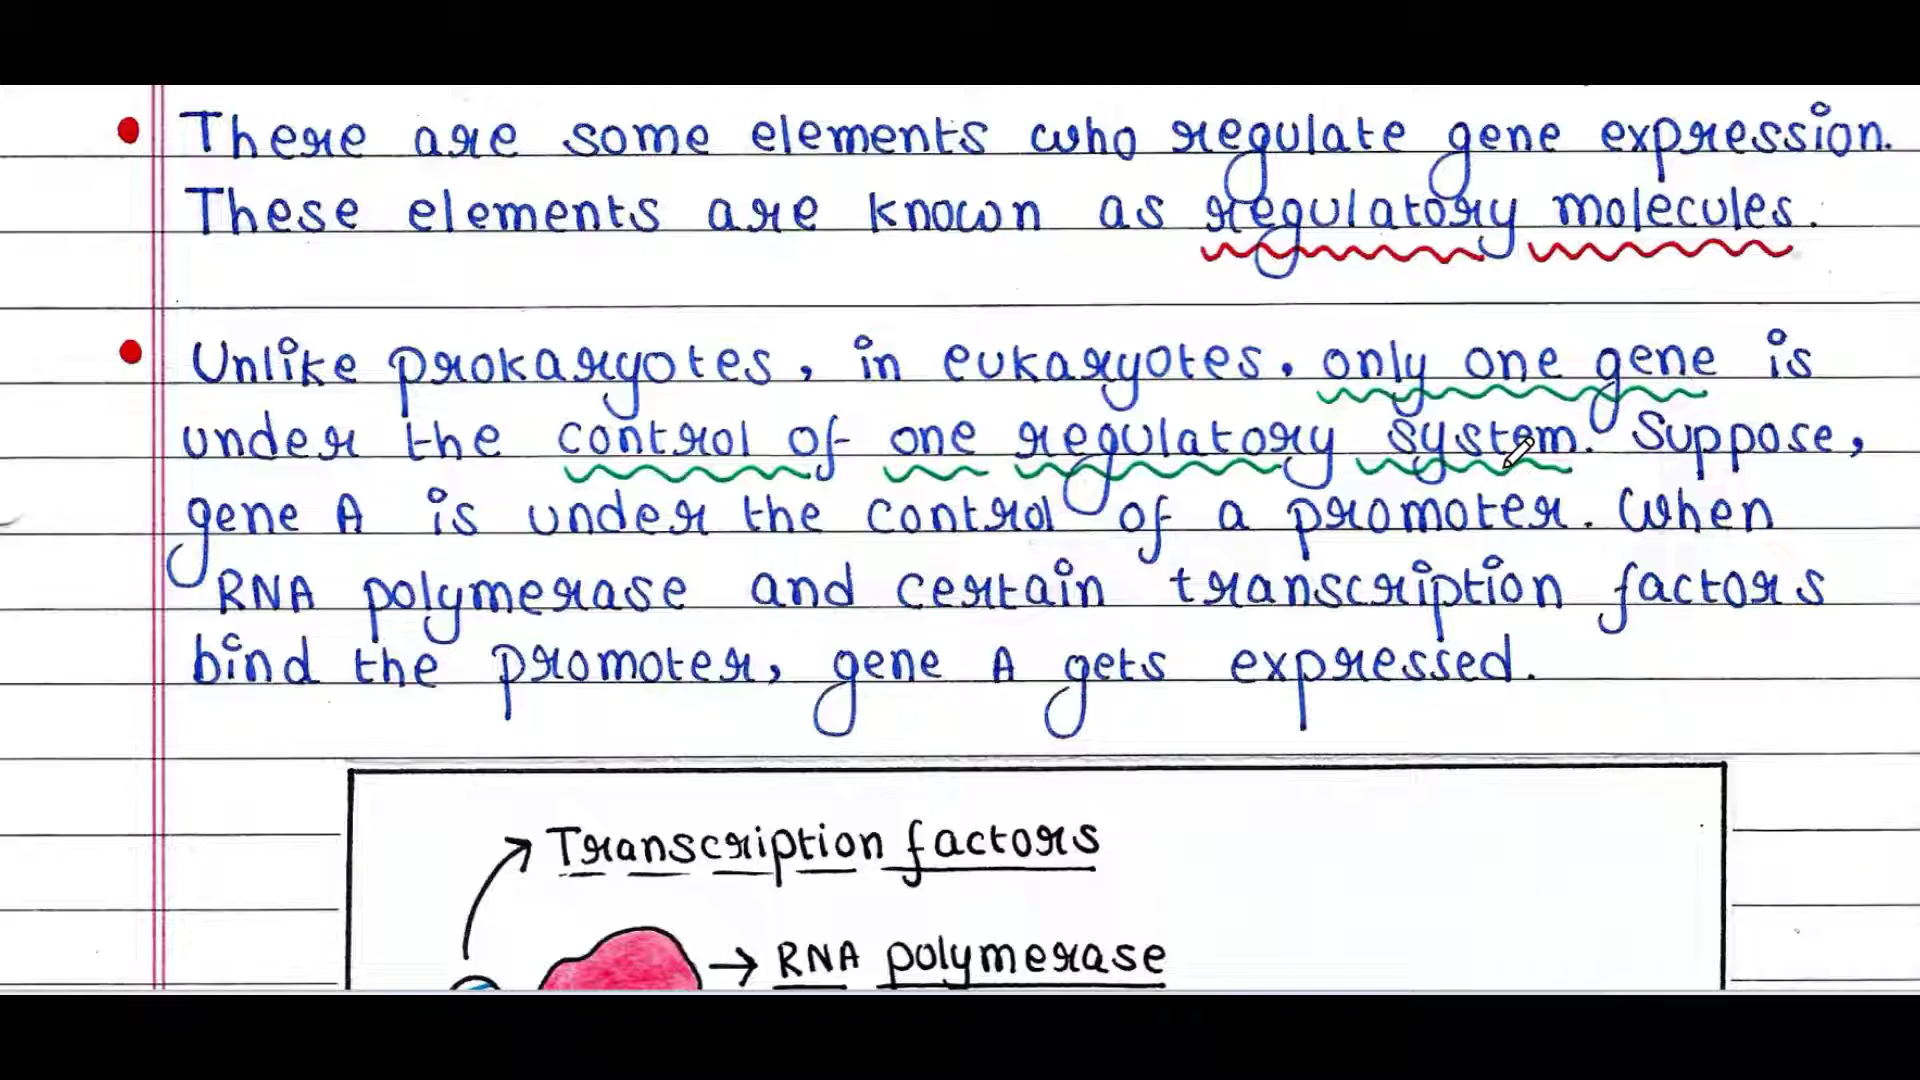 There are some elements who regulate gene expression.
These elements are known as regulatory molecules.
Unlike prokaryotes, in eukaryotes, only one gene is
under the control of one regulatory system. Suppose,
gene A is under the control of a promoter. When
RNA polymerase and certain transcription factors
bind the promoter, gene A gets expressed.
Transcription factors
RNA polymerase